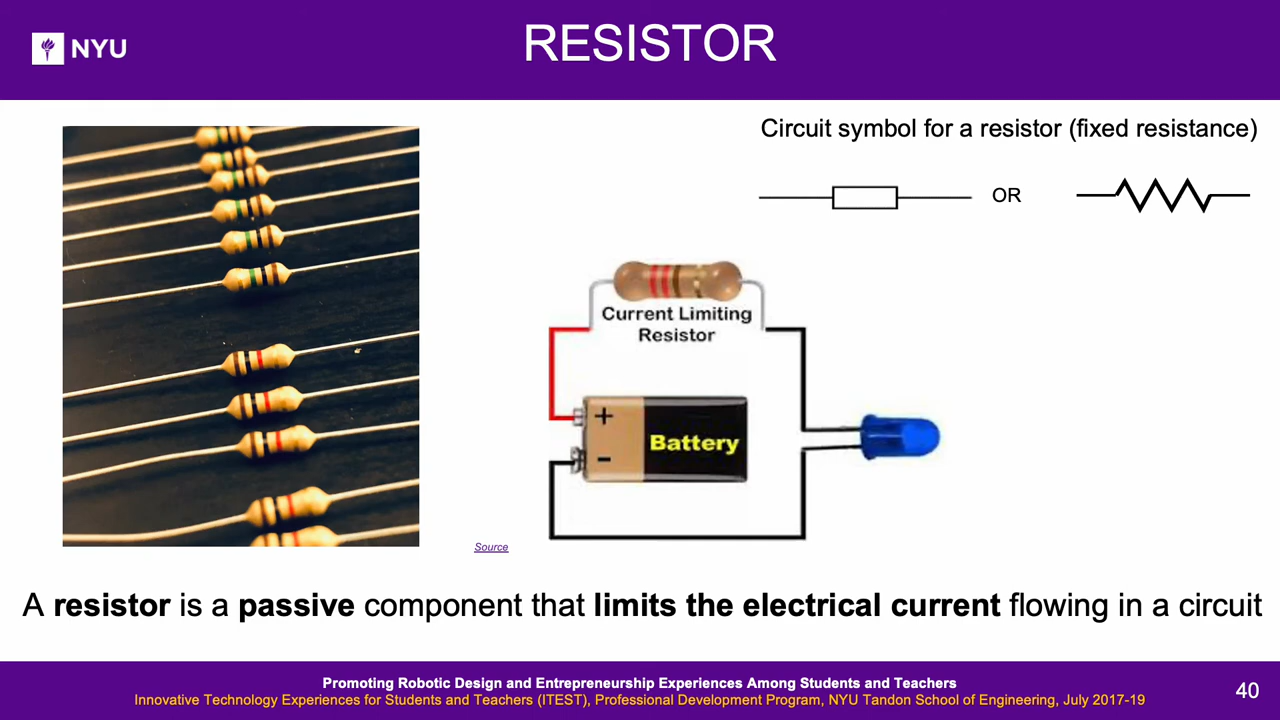 NYU
RESISTOR
Circuit symbol for a resistor (fixed resistance)
OR
Current Limiting
Resistor
+
Battery
-
Source
A resistor is a passive component that limits the electrical current flowing in a circuit
Promoting Robotic Design and Entrepreneurship Experiences Among Students and Teachers
Innovative Technology Experiences for Students and Teachers (ITEST), Professional Development Program, NYU Tandon School of Engineering, July 2017-19
40